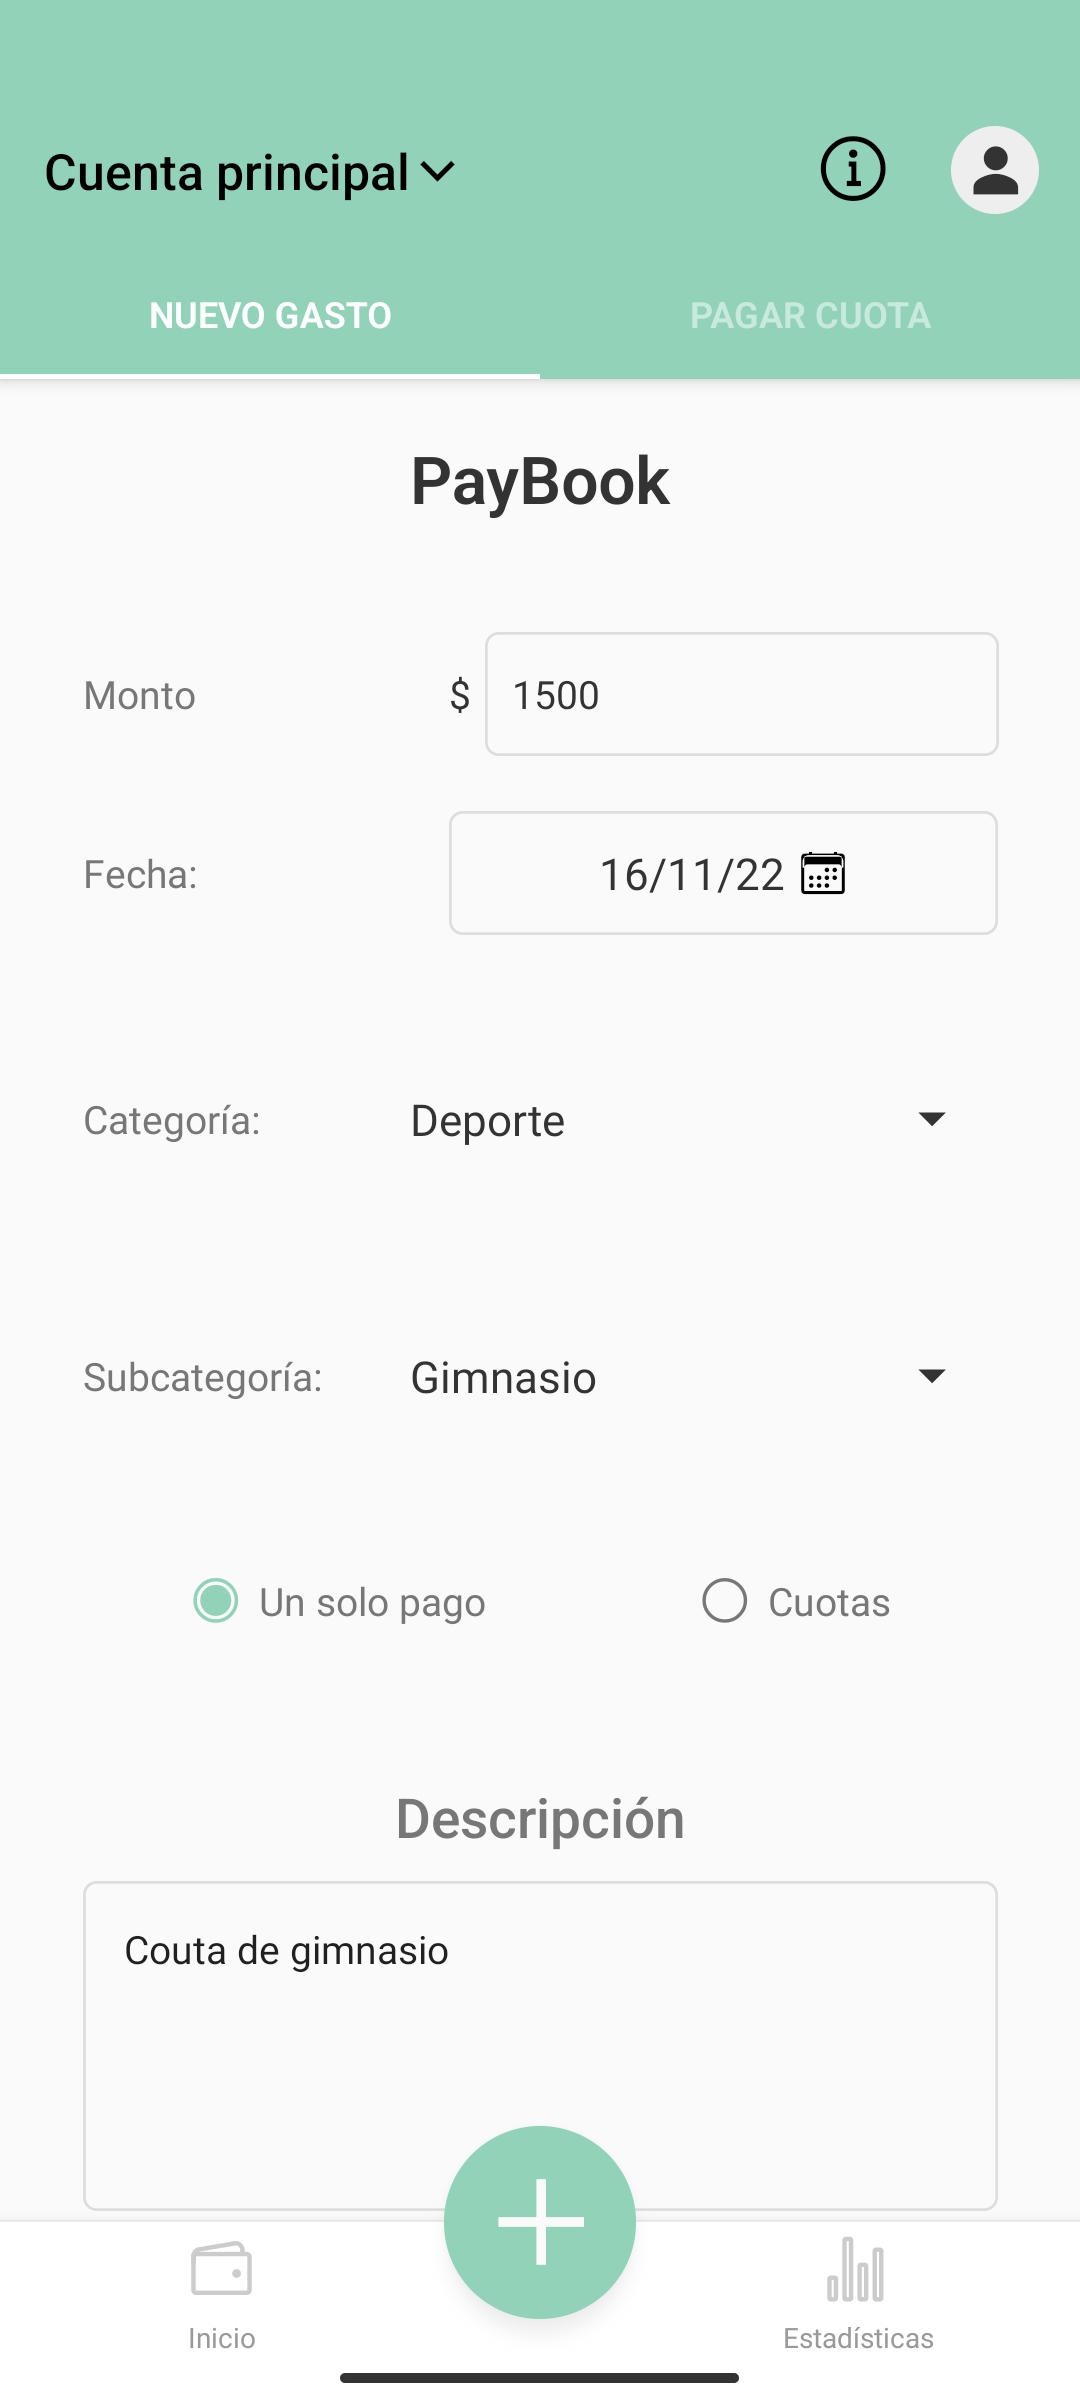 Cuenta principal
NUEVO GASTO
PAGAR CUOTA
PayBook
Monto
$ 1500
Fecha:
16/11/22
Categoría:
Deporte
Subcategoría:
Gimnasio
Un solo pago
Cuotas
Descripción
Couta de gimnasio
Inicio
Estadísticas